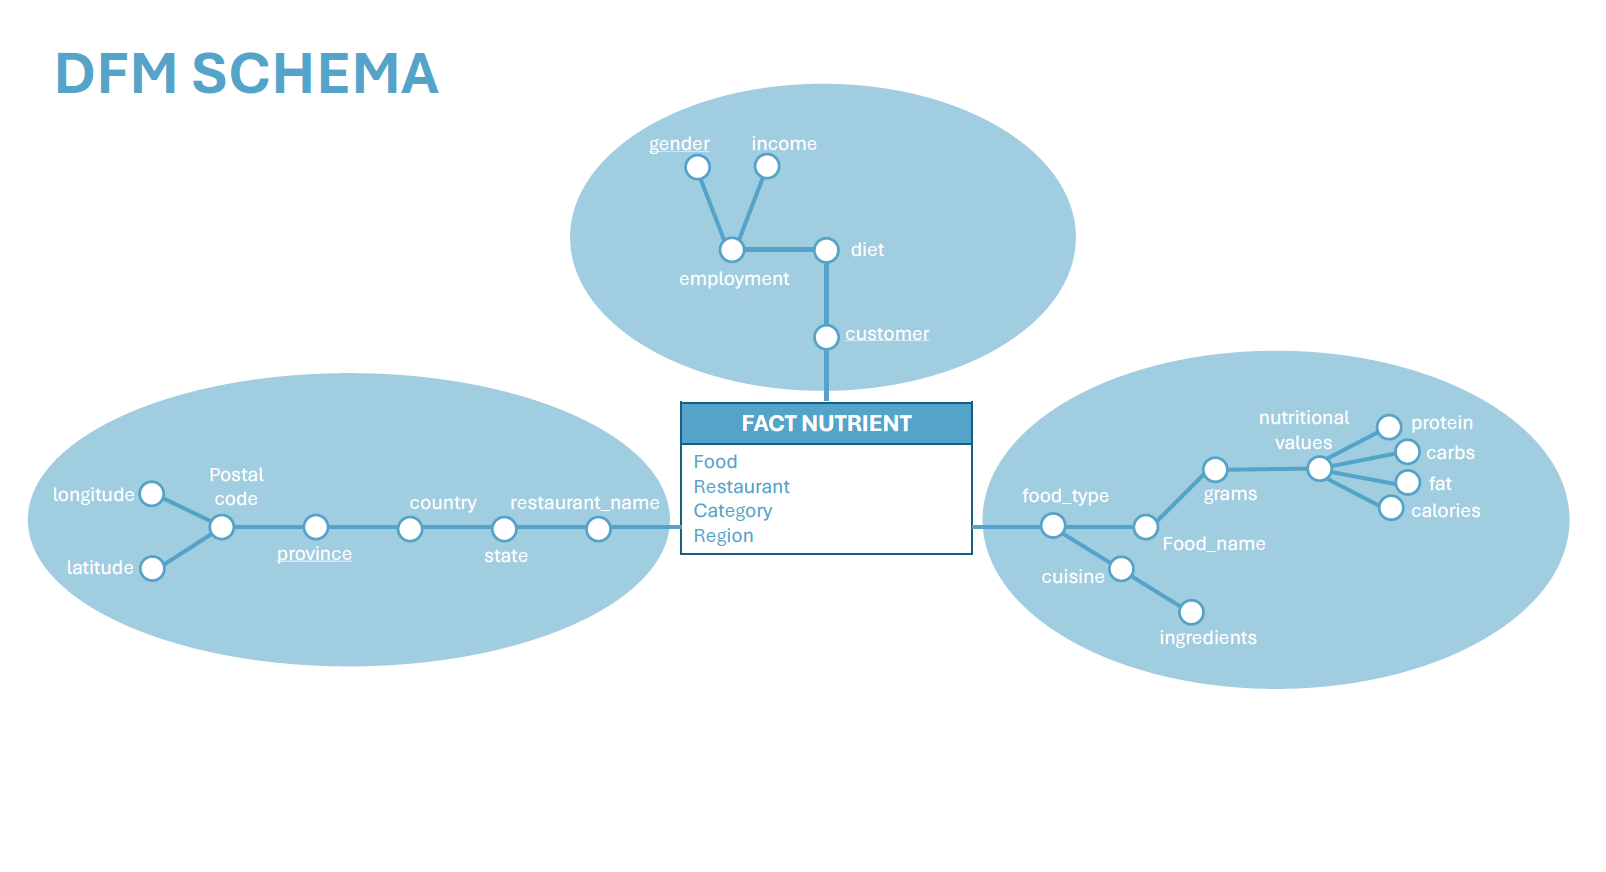 DFM SCHEMA
gender
income
employment
diet
customer
FACT NUTRIENT
Food
Restaurant
Category
Region
longitude
latitude
Postal
code
province
country
state
restaurant_name
food_type
Food_name
cuisine
ingredients
grams
nutritional
values
protein
carbs
fat
calories